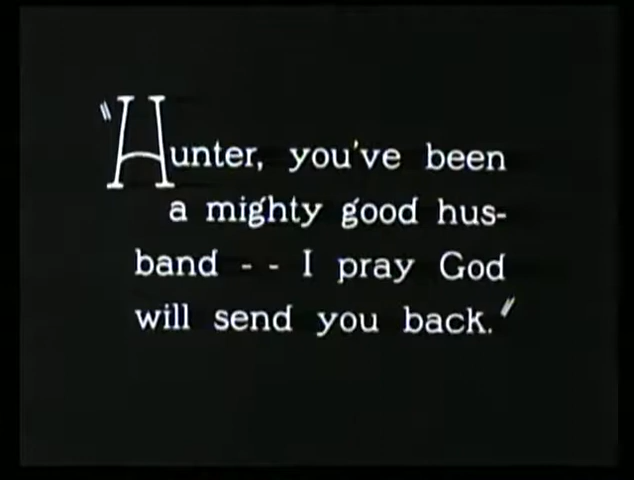 "Hunter, you've been
a mighty good hus-
band - - I pray God
will send you back."